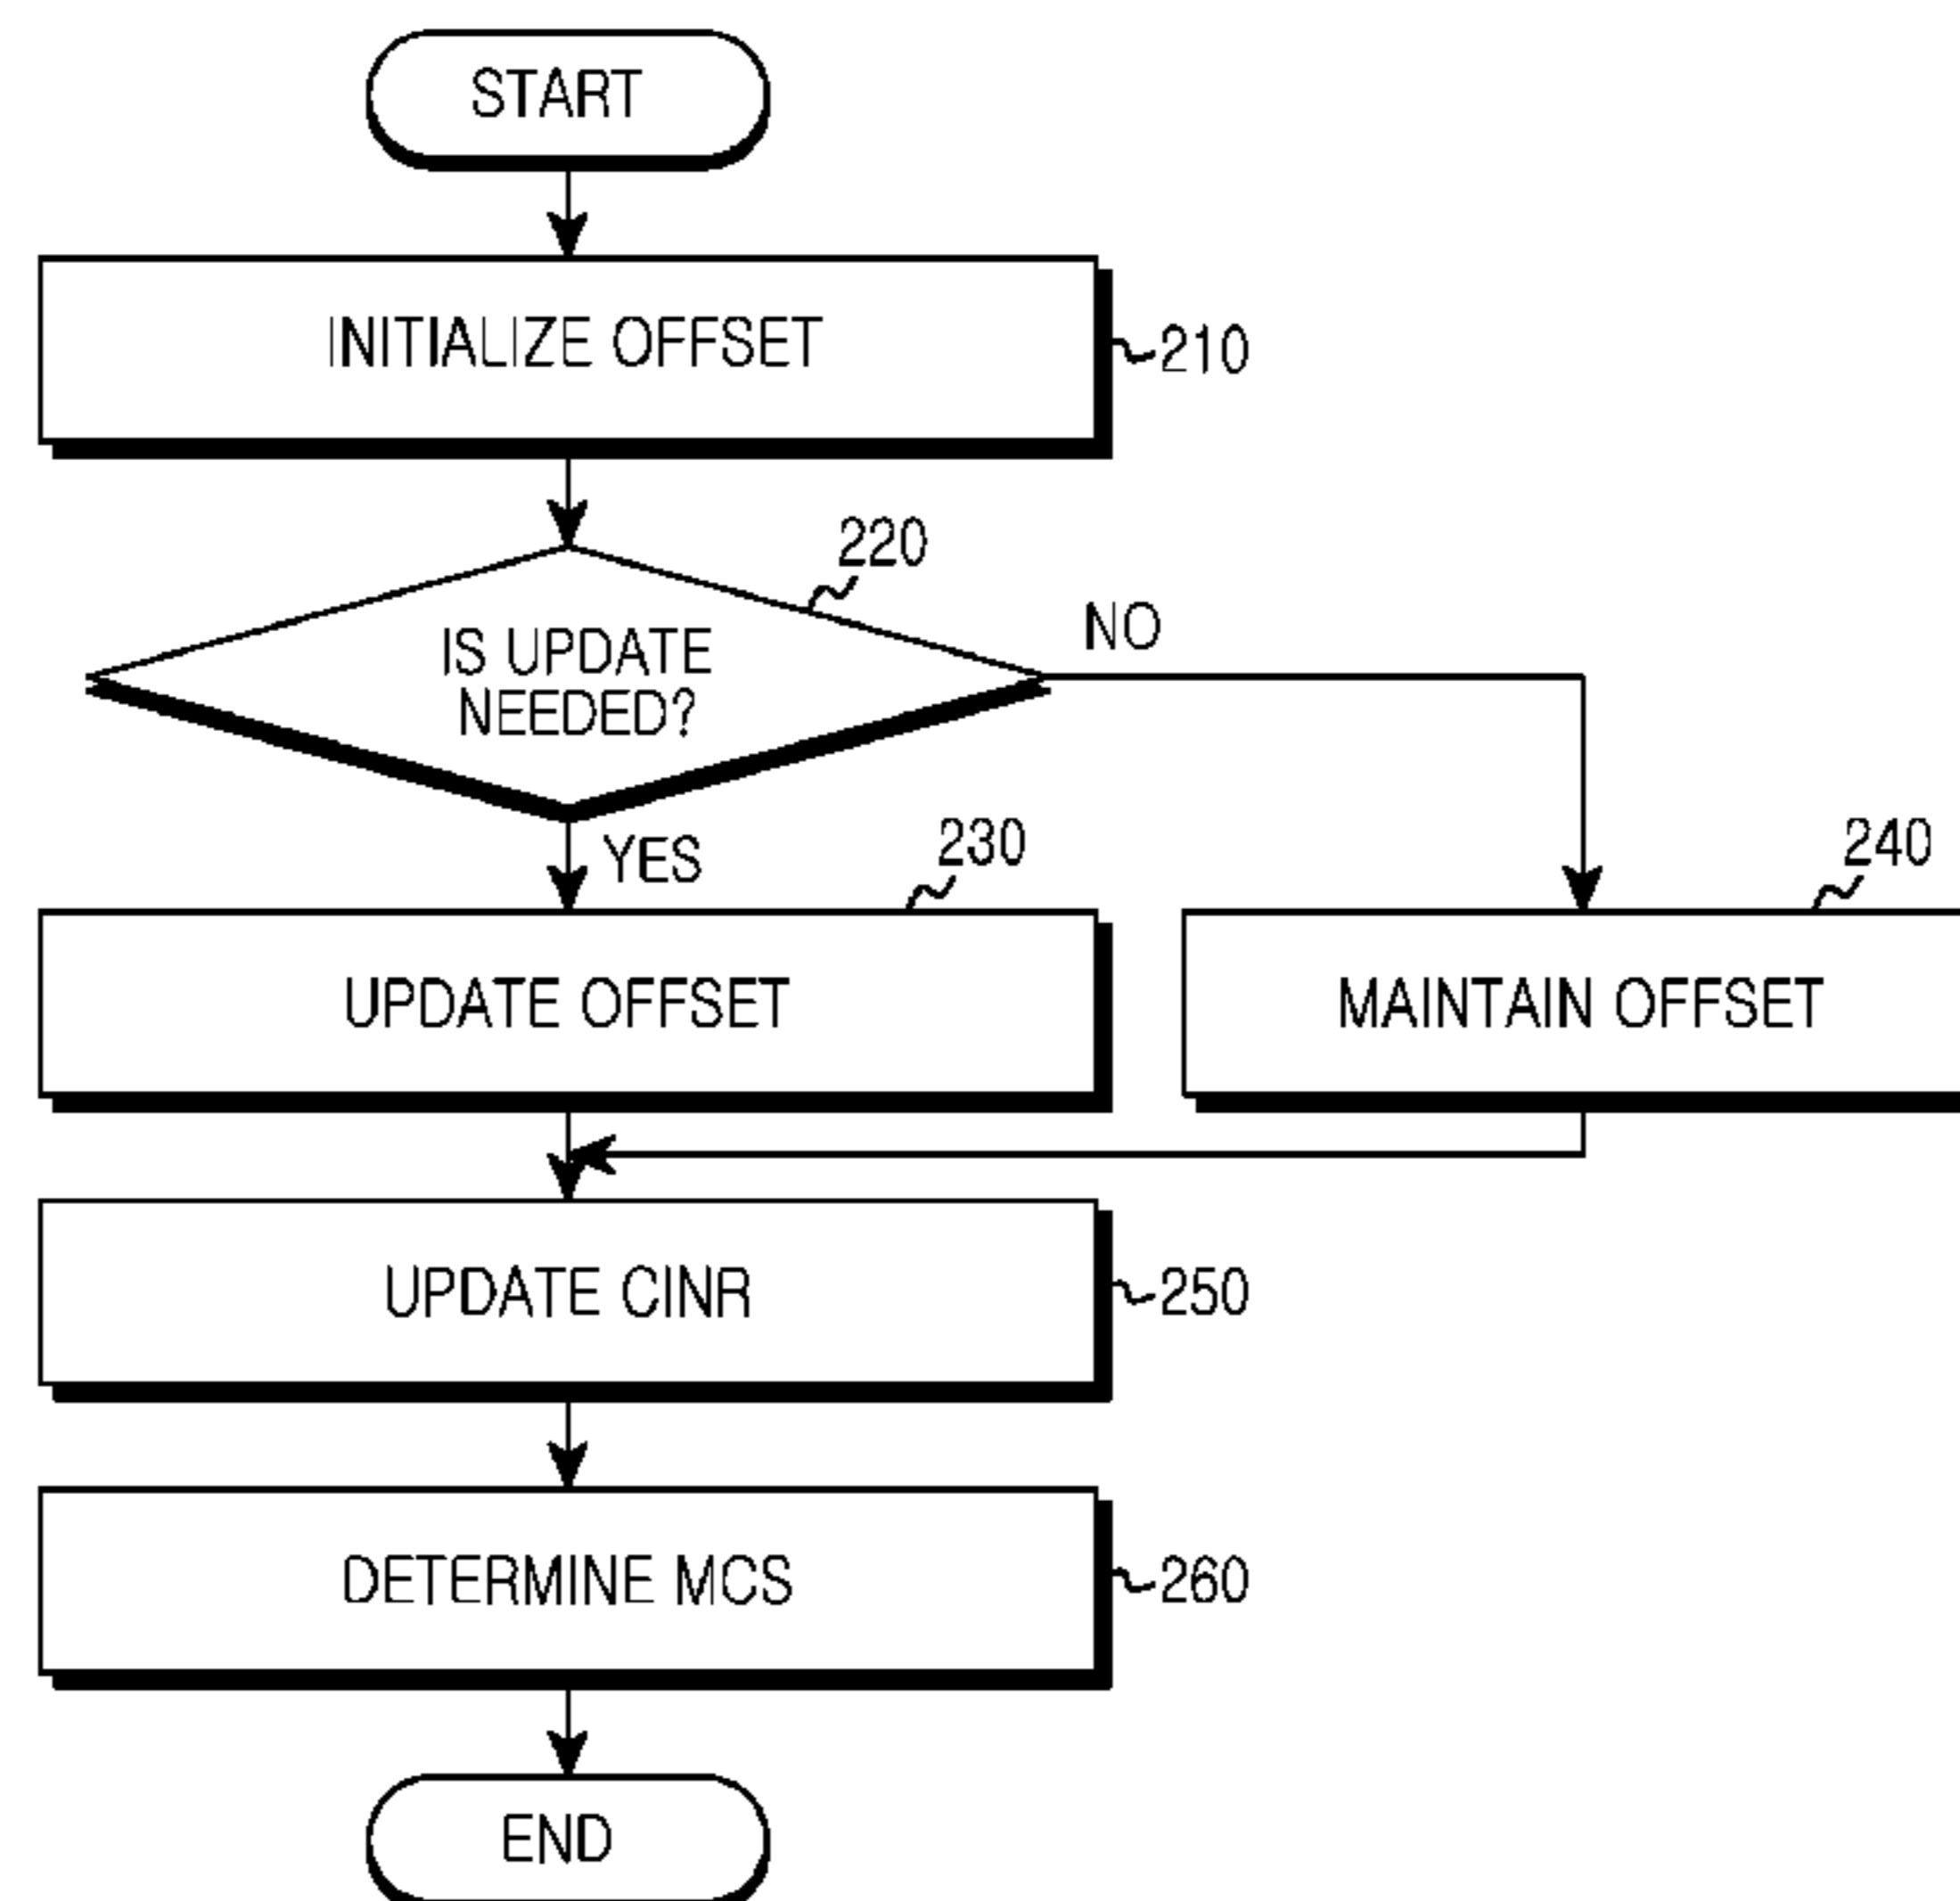 START
INITIALIZE OFFSET
210
220
IS UPDATE
NEEDED?
NO
YES
230
240
UPDATE OFFSET
MAINTAIN OFFSET
UPDATE CINR
250
DETERMINE MCS
260
END